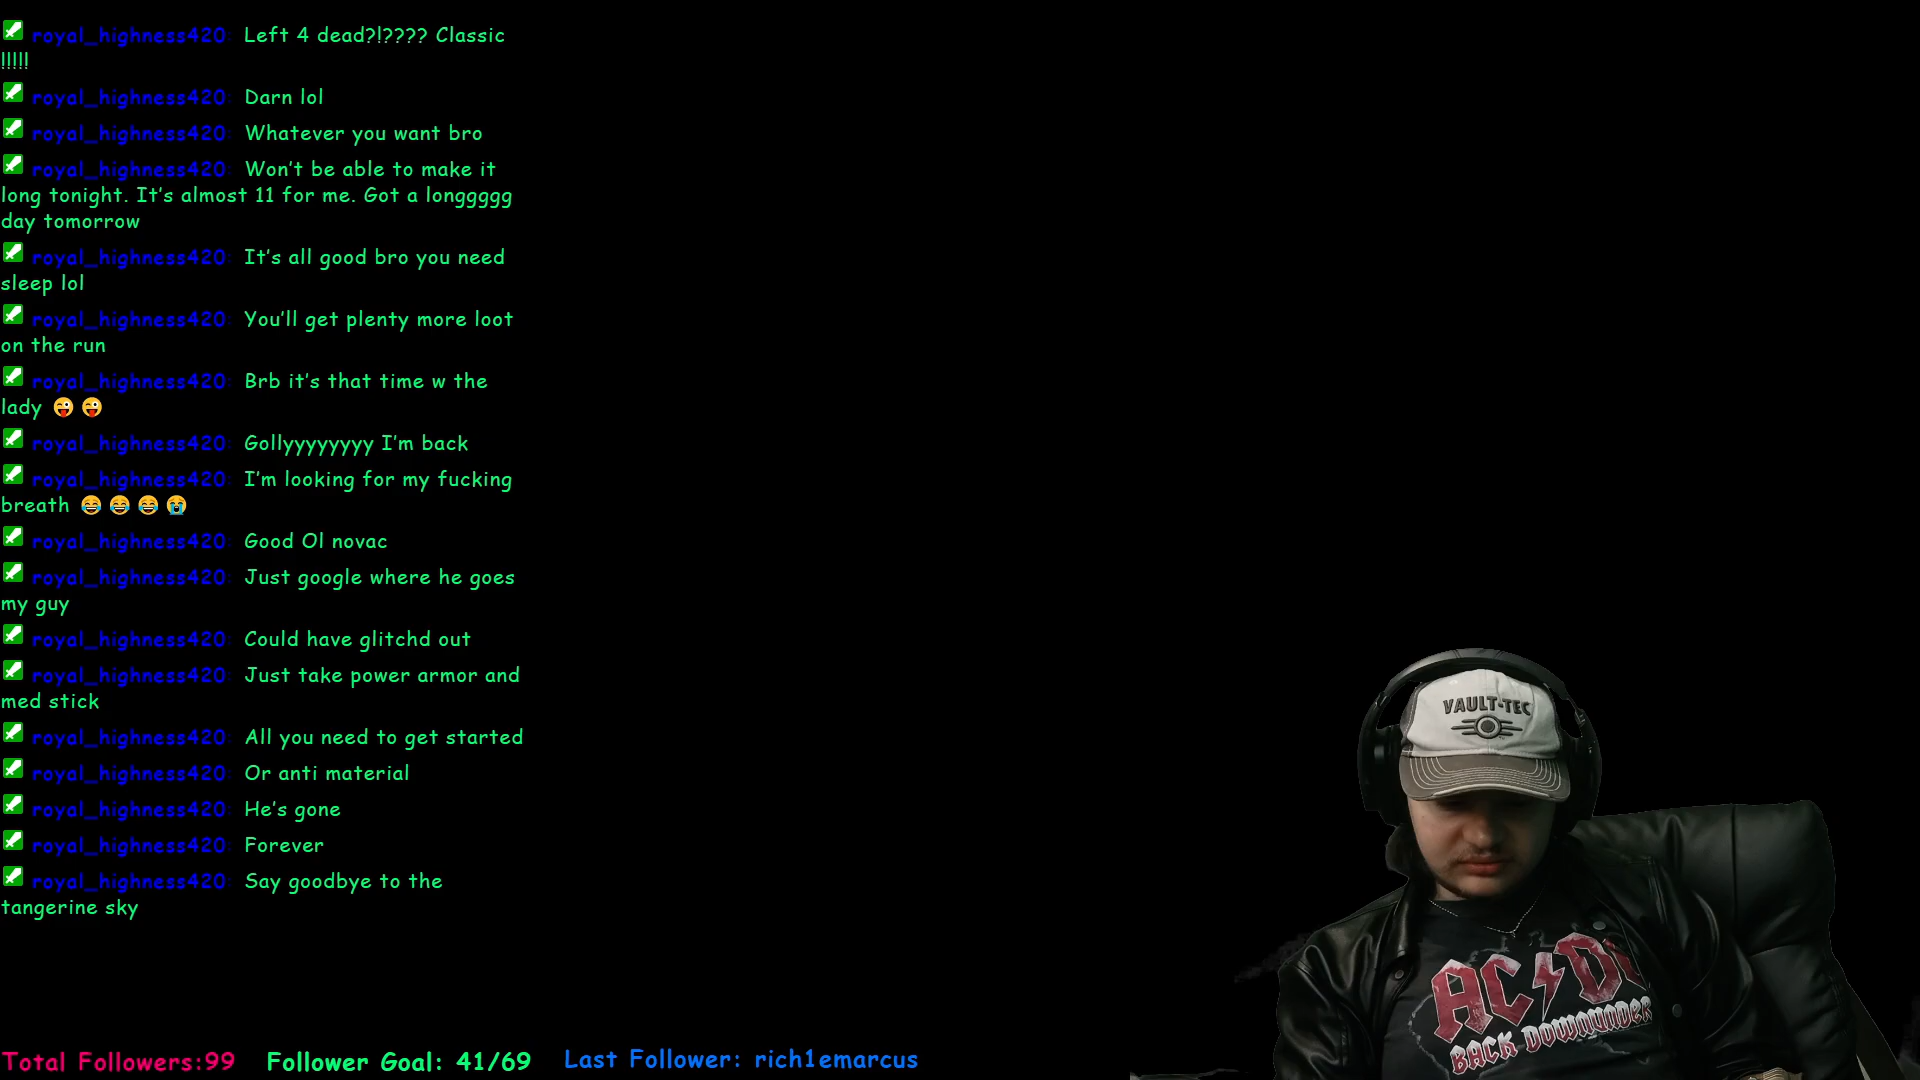 royal_highness420: Left 4 dead?!???? Classic
!!!!!
royal_highness420: Darn lol
royal_highness420: Whatever you want bro
royal_highness420: Won't be able to make it
long tonight. It's almost 11 for me. Got a longgggg
day tomorrow
royal_highness420: It's all good bro you need
sleep lol
royal_highness420: You'll get plenty more loot
on the run
royal_highness420: Brb it's that time w the
lady 😜 😜
royal_highness420: Gollyyyyyyyy I'm back
royal_highness420: I'm looking for my fucking
breath 😂 😂 😂 😭
royal_highness420: Good Ol novac
royal_highness420: Just google where he goes
my guy
royal_highness420: Could have glitchd out
royal_highness420: Just take power armor and
med stick
royal_highness420: All you need to get started
royal_highness420: Or anti material
royal_highness420: He's gone
royal_highness420: Forever
royal_highness420: Say goodbye to the
tangerine sky
VAULT-TEC
AC⚡DC
BACK DOWNUNDER
Total Followers:99 Follower Goal: 41/69 Last Follower: rich1emarcus